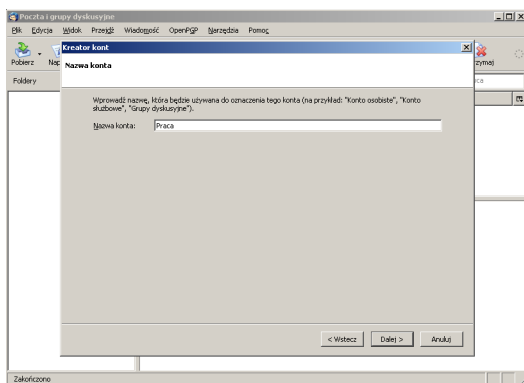 Poczta i grupy dyskusyjne
Plik Edycja Widok Przejdź Wiadomość OpenPGP Narzędzia Pomoc
Kreator kont
Pobierz Nap
zymaj
Nazwa konta
Foldery
Wprowadź nazwę, która będzie używana do oznaczenia tego konta (na przykład: "Konto osobiste", "Konto
służbowe", "Grupy dyskusyjne").
Nazwa konta: Praca
< Wstecz Dalej > Anuluj
Zakończono